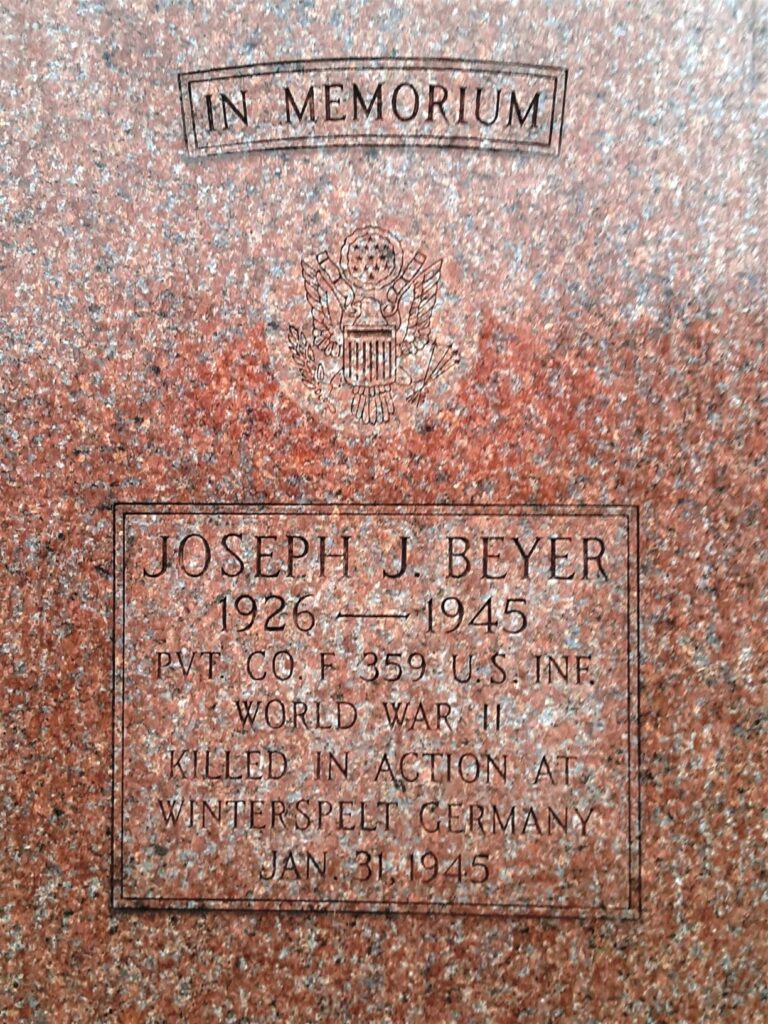 IN MEMORIUM
JOSEPH J. BEYER
1926 — 1945
PVT. CO. F 359 U.S. INF.
WORLD WAR II
KILLED IN ACTION AT
WINTERSPELT GERMANY
JAN. 31, 1945